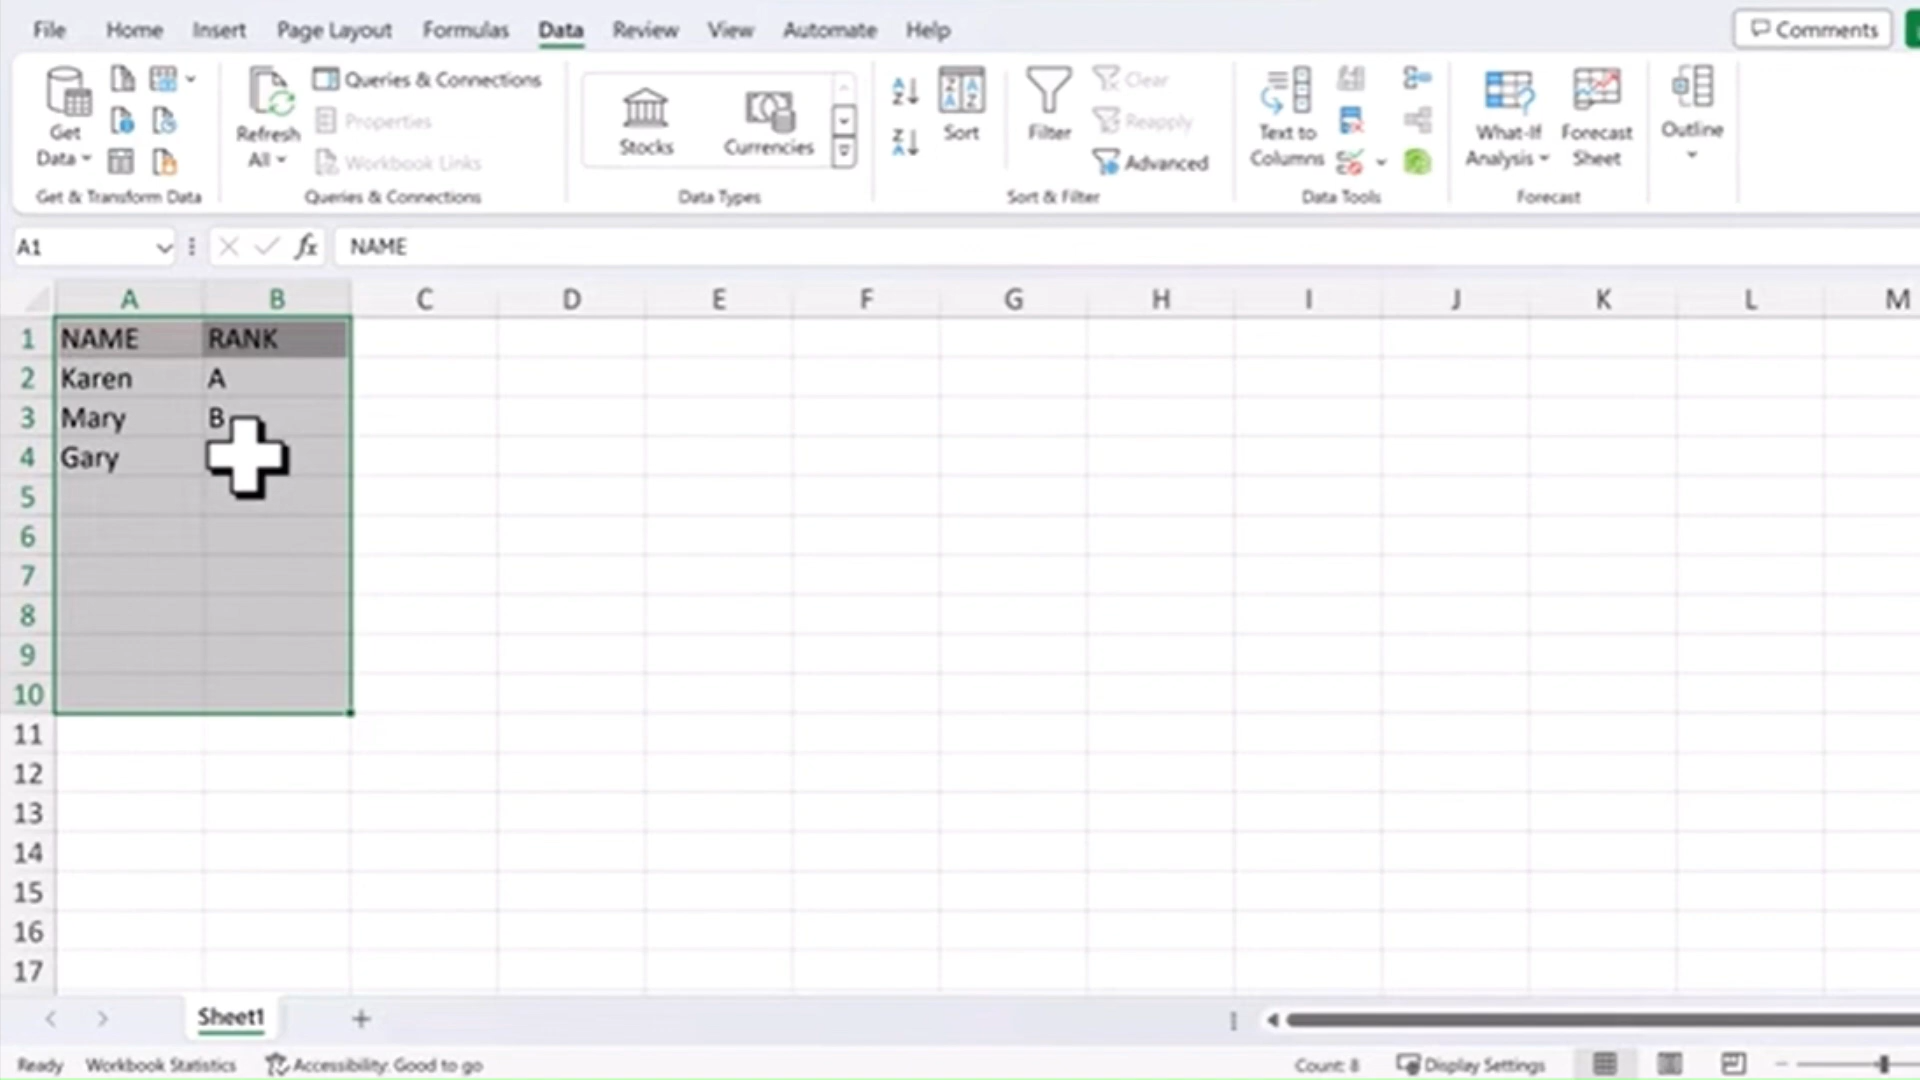 File Home Insert Page Layout Formulas Data Review View Automate Help Comments
Get Data
Refresh All
Queries & Connections
Properties
Workbook Links
Stocks
Currencies
Sort
Filter
Clear
Reapply
Advanced
Text to Columns
What-If Analysis
Forecast Sheet
Outline
Get & Transform Data Queries & Connections Data Types Sort & Filter Data Tools Forecast
A1 fx NAME
A B C D E F G H I J K L M
1 NAME RANK
2 Karen A
3 Mary B
4 Gary
5
6
7
8
9
10
11
12
13
14
15
16
17
Sheet1
Ready Workbook Statistics Accessibility: Good to go Count: 8 Display Settings